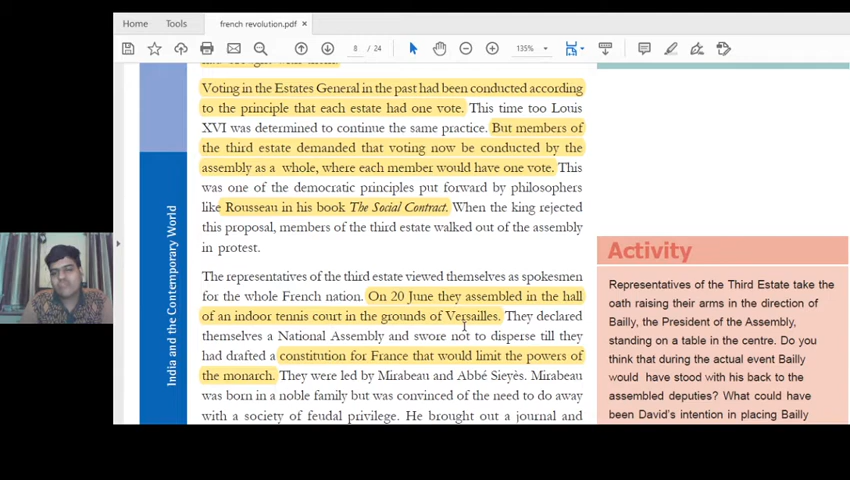 Home
Tools
french revolution.pdf
×
8 / 24
135%
Voting in the Estates General in the past had been conducted according
to the principle that each estate had one vote. This time too Louis
XVI was determined to continue the same practice. But members of
the third estate demanded that voting now be conducted by the
assembly as a whole, where each member would have one vote. This
was one of the democratic principles put forward by philosophers
like Rousseau in his book The Social Contract. When the king rejected
this proposal, members of the third estate walked out of the assembly
in protest.
The representatives of the third estate viewed themselves as spokesmen
for the whole French nation. On 20 June they assembled in the hall
of an indoor tennis court in the grounds of Versailles. They declared
themselves a National Assembly and swore not to disperse till they
had drafted a constitution for France that would limit the powers of
the monarch. They were led by Mirabeau and Abbé Sieyès. Mirabeau
was born in a noble family but was convinced of the need to do away
with a society of feudal privilege. He brought out a journal and
India and the Contemporary World
Activity
Representatives of the Third Estate take the
oath raising their arms in the direction of
Bailly, the President of the Assembly,
standing on a table in the centre. Do you
think that during the actual event Bailly
would have stood with his back to the
assembled deputies? What could have
been David's intention in placing Bailly